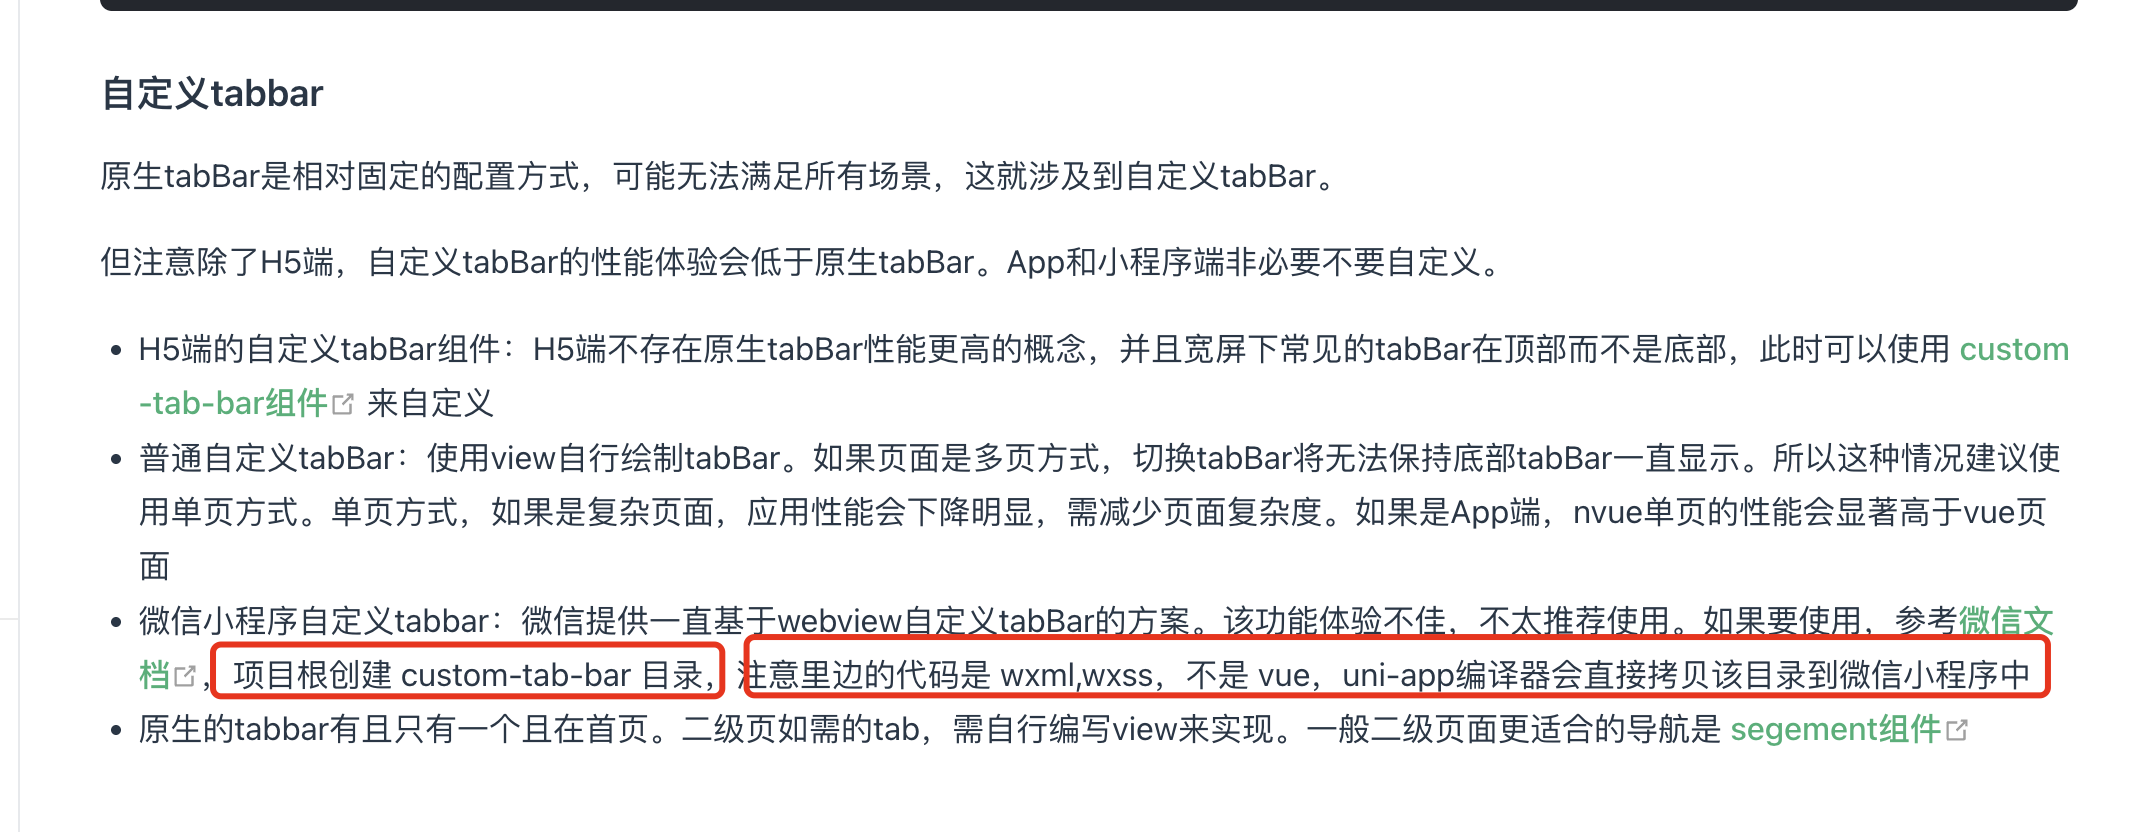 自定义tabbar
原生tabBar是相对固定的配置方式，可能无法满足所有场景，这就涉及到自定义tabBar。
但注意除了H5端，自定义tabBar的性能体验会低于原生tabBar。App和小程序端非必要不要自定义。
• H5端的自定义tabBar组件：H5端不存在原生tabBar性能更高的概念，并且宽屏下常见的tabBar在顶部而不是底部，此时可以使用 custom
-tab-bar组件 来自定义
• 普通自定义tabBar：使用view自行绘制tabBar。如果页面是多页方式，切换tabBar将无法保持底部tabBar一直显示。所以这种情况建议使
用单页方式。单页方式，如果是复杂页面，应用性能会下降明显，需减少页面复杂度。如果是App端，nvue单页的性能会显著高于vue页
面
• 微信小程序自定义tabbar：微信提供一直基于webview自定义tabBar的方案。该功能体验不佳，不太推荐使用。如果要使用，参考微信文
档，项目根创建 custom-tab-bar 目录，注意里边的代码是 wxml,wxss，不是 vue，uni-app编译器会直接拷贝该目录到微信小程序中
• 原生的tabbar有且只有一个且在首页。二级页如需的tab，需自行编写view来实现。一般二级页面更适合的导航是 segement组件